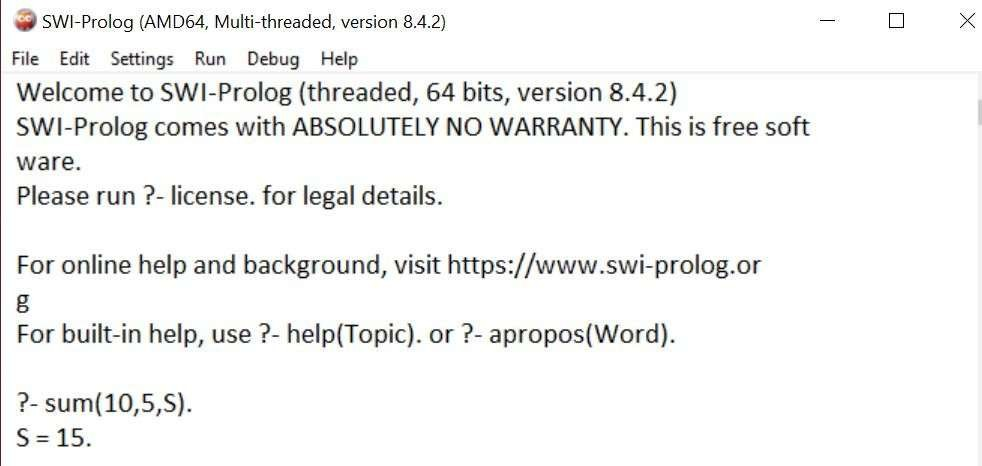 SWI-Prolog (AMD64, Multi-threaded, version 8.4.2)
File Edit Settings Run Debug Help
Welcome to SWI-Prolog (threaded, 64 bits, version 8.4.2)
SWI-Prolog comes with ABSOLUTELY NO WARRANTY. This is free soft
ware.
Please run ?- license. for legal details.
For online help and background, visit https://www.swi-prolog.or
g
For built-in help, use ?- help(Topic). or ?- apropos(Word).
?- sum(10,5,S).
S = 15.